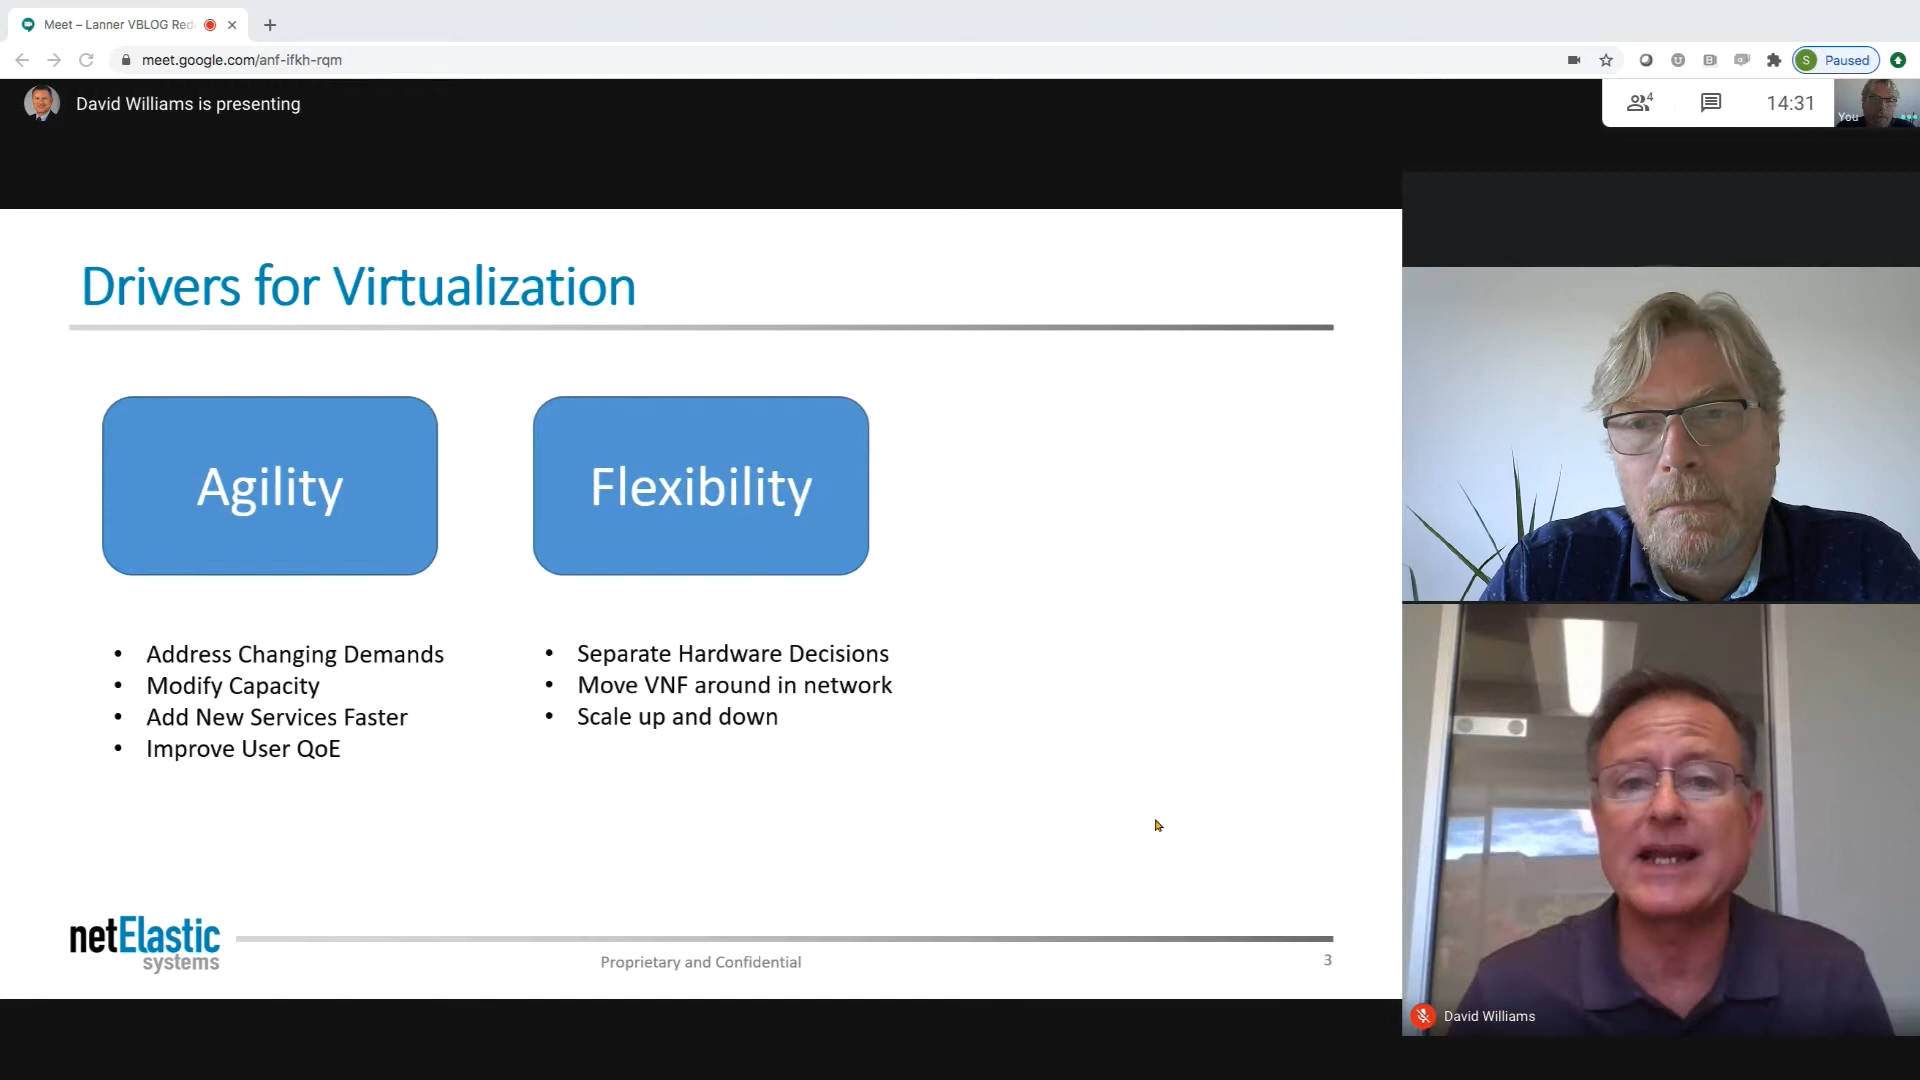 Meet – Lanner VBLOG Red
meet.google.com/anf-ifkh-rqm
S Paused
David Williams is presenting
4
14:31
You
Drivers for Virtualization
Agility
Flexibility
• Address Changing Demands
• Modify Capacity
• Add New Services Faster
• Improve User QoE
• Separate Hardware Decisions
• Move VNF around in network
• Scale up and down
netElastic
systems
Proprietary and Confidential
3
David Williams